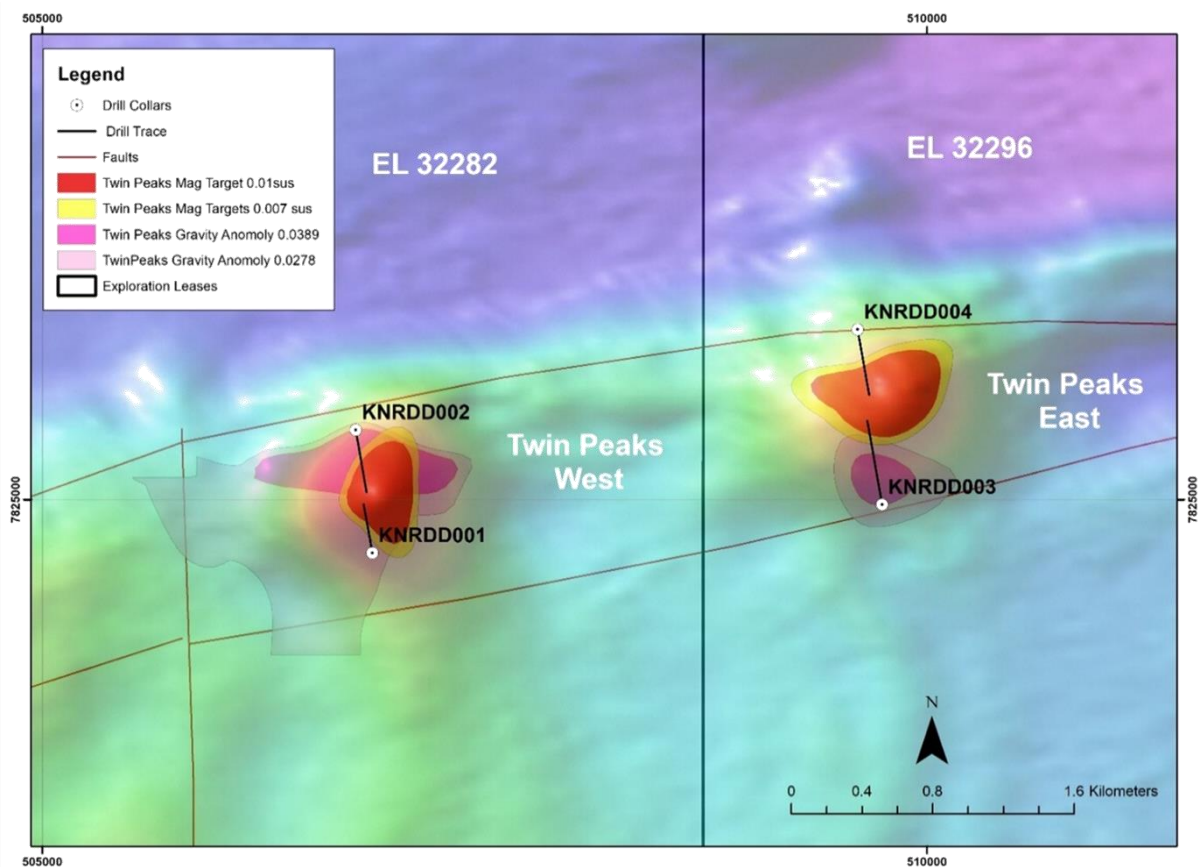 505000
510000
Legend
Drill Collars
Drill Trace
Faults
Twin Peaks Mag Target 0.01sus
Twin Peaks Mag Targets 0.007 sus
Twin Peaks Gravity Anomoly 0.0389
TwinPeaks Gravity Anomoly 0.0278
Exploration Leases
EL 32282
EL 32296
KNRDD004
Twin Peaks
East
KNRDD002
Twin Peaks
West
KNRDD003
KNRDD001
7825000
7825000
N
0 0.4 0.8 1.6 Kilometers
505000
510000